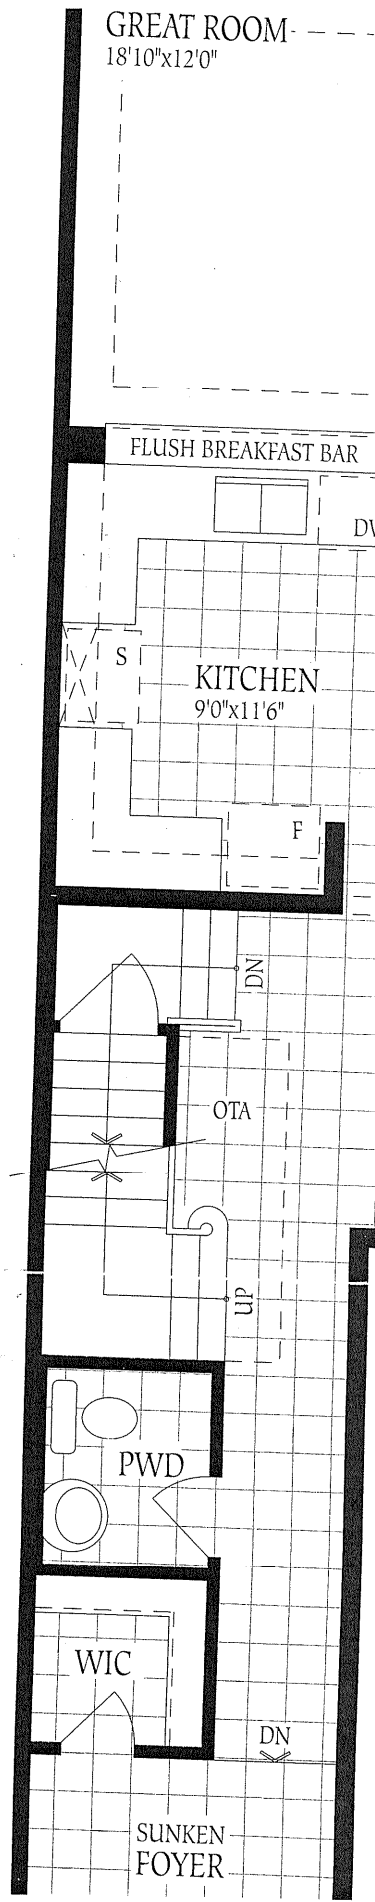 GREAT ROOM
18'10"x12'0"
FLUSH BREAKFAST BAR
S
KITCHEN
9'0"x11'6"
F
DN
OTA
UP
PWD
WIC
DN
SUNKEN
FOYER